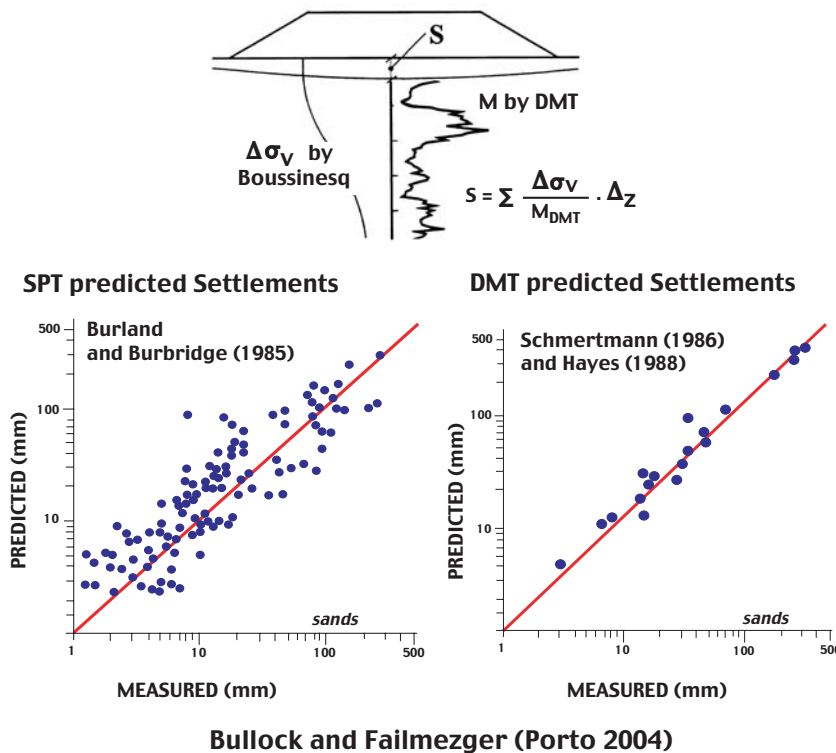 S
M by DMT
ΔσV by
Boussinesq
S = Σ ΔσV / MDMT . ΔZ
SPT predicted Settlements
DMT predicted Settlements
Burland
and Burbridge (1985)
500
100
10
1
PREDICTED (mm)
sands
1 10 100 500
MEASURED (mm)
Schmertmann (1986)
and Hayes (1988)
500
100
10
1
PREDICTED (mm)
sands
1 10 100 500
MEASURED (mm)
Bullock and Failmezger (Porto 2004)